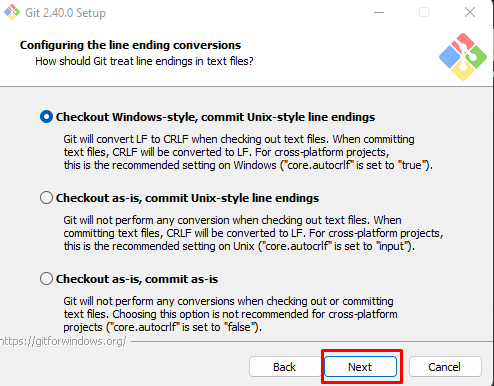 Git 2.40.0 Setup
Configuring the line ending conversions
How should Git treat line endings in text files?
Checkout Windows-style, commit Unix-style line endings
Git will convert LF to CRLF when checking out text files. When committing
text files, CRLF will be converted to LF. For cross-platform projects,
this is the recommended setting on Windows ("core.autocrlf" is set to "true").
Checkout as-is, commit Unix-style line endings
Git will not perform any conversion when checking out text files. When
committing text files, CRLF will be converted to LF. For cross-platform projects,
this is the recommended setting on Unix ("core.autocrlf" is set to "input").
Checkout as-is, commit as-is
Git will not perform any conversions when checking out or committing
text files. Choosing this option is not recommended for cross-platform
projects ("core.autocrlf" is set to "false").
https://gitforwindows.org/
Back
Next
Cancel